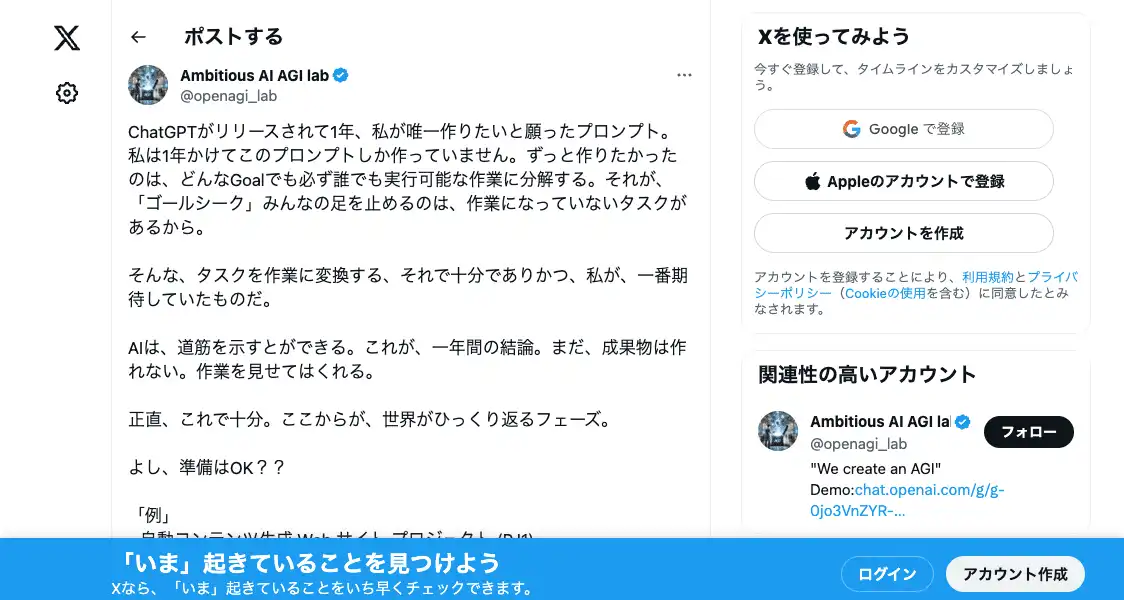 ポストする
Ambitious AI AGI lab
@openagi_lab
ChatGPTがリリースされて1年、私が唯一作りたいと願ったプロンプト。
私は1年かけてこのプロンプトしか作っていません。ずっと作りたかった
のは、どんなGoalでも必ず誰でも実行可能な作業に分解する。それが、
「ゴールシーク」みんなの足を止めるのは、作業になっていないタスクが
あるから。
そんな、タスクを作業に変換する、それで十分でありかつ、私が、一番期
待していたものだ。
AIは、道筋を示すとができる。これが、一年間の結論。まだ、成果物は作
れない。作業を見せてはくれる。
正直、これで十分。ここからが、世界がひっくり返るフェーズ。
よし、準備はOK？？
「例」
自動コンテンツ生成 Web サイト プロジェクト (PJ1)
Xを使ってみよう
今すぐ登録して、タイムラインをカスタマイズしましょ
う。
Google で登録
Appleのアカウントで登録
アカウントを作成
アカウントを登録することにより、利用規約とプライバ
シーポリシー（Cookieの使用を含む）に同意したとみ
なされます。
関連性の高いアカウント
Ambitious AI AGI la
@openagi_lab
フォロー
"We create an AGI"
Demo:chat.openai.com/g/g-
0jo3VnZYR-...
「いま」起きていることを見つけよう
Xなら、「いま」起きていることをいち早くチェックできます。
ログイン
アカウント作成